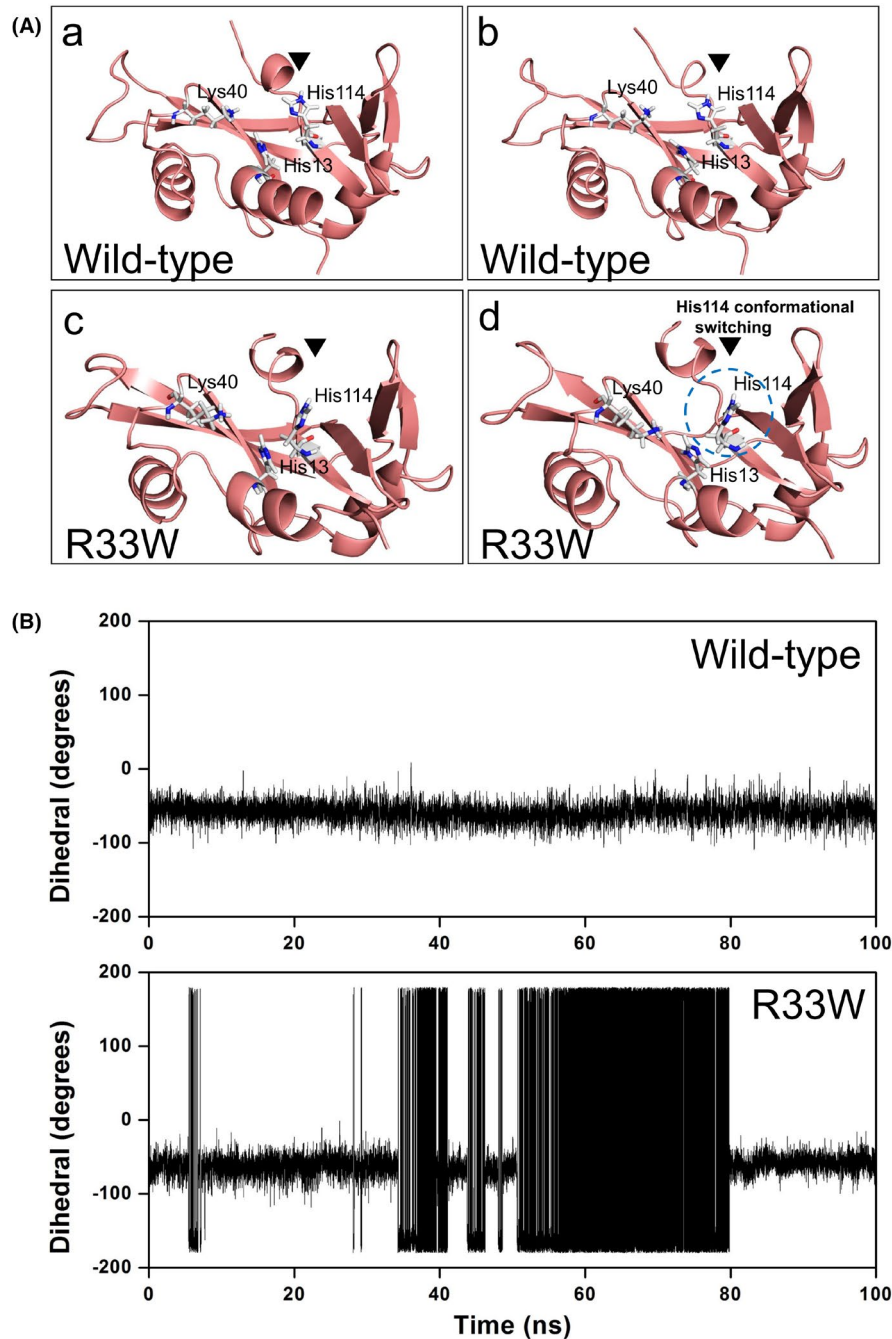 (A)
a
Lys40
His114
His13
Wild-type
b
Lys40
His114
His13
Wild-type
c
Lys40
His114
His13
R33W
d
His114 conformational
switching
Lys40
His114
His13
R33W
(B)
200
100
0
-100
-200
Dihedral (degrees)
Wild-type
0 20 40 60 80 100
200
100
0
-100
-200
Dihedral (degrees)
R33W
0 20 40 60 80 100
Time (ns)